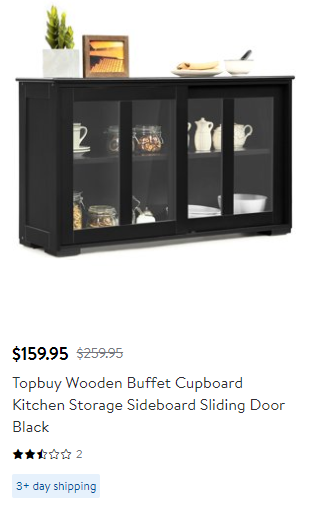 $159.95 $259.95
Topbuy Wooden Buffet Cupboard
Kitchen Storage Sideboard Sliding Door
Black
2
3+ day shipping